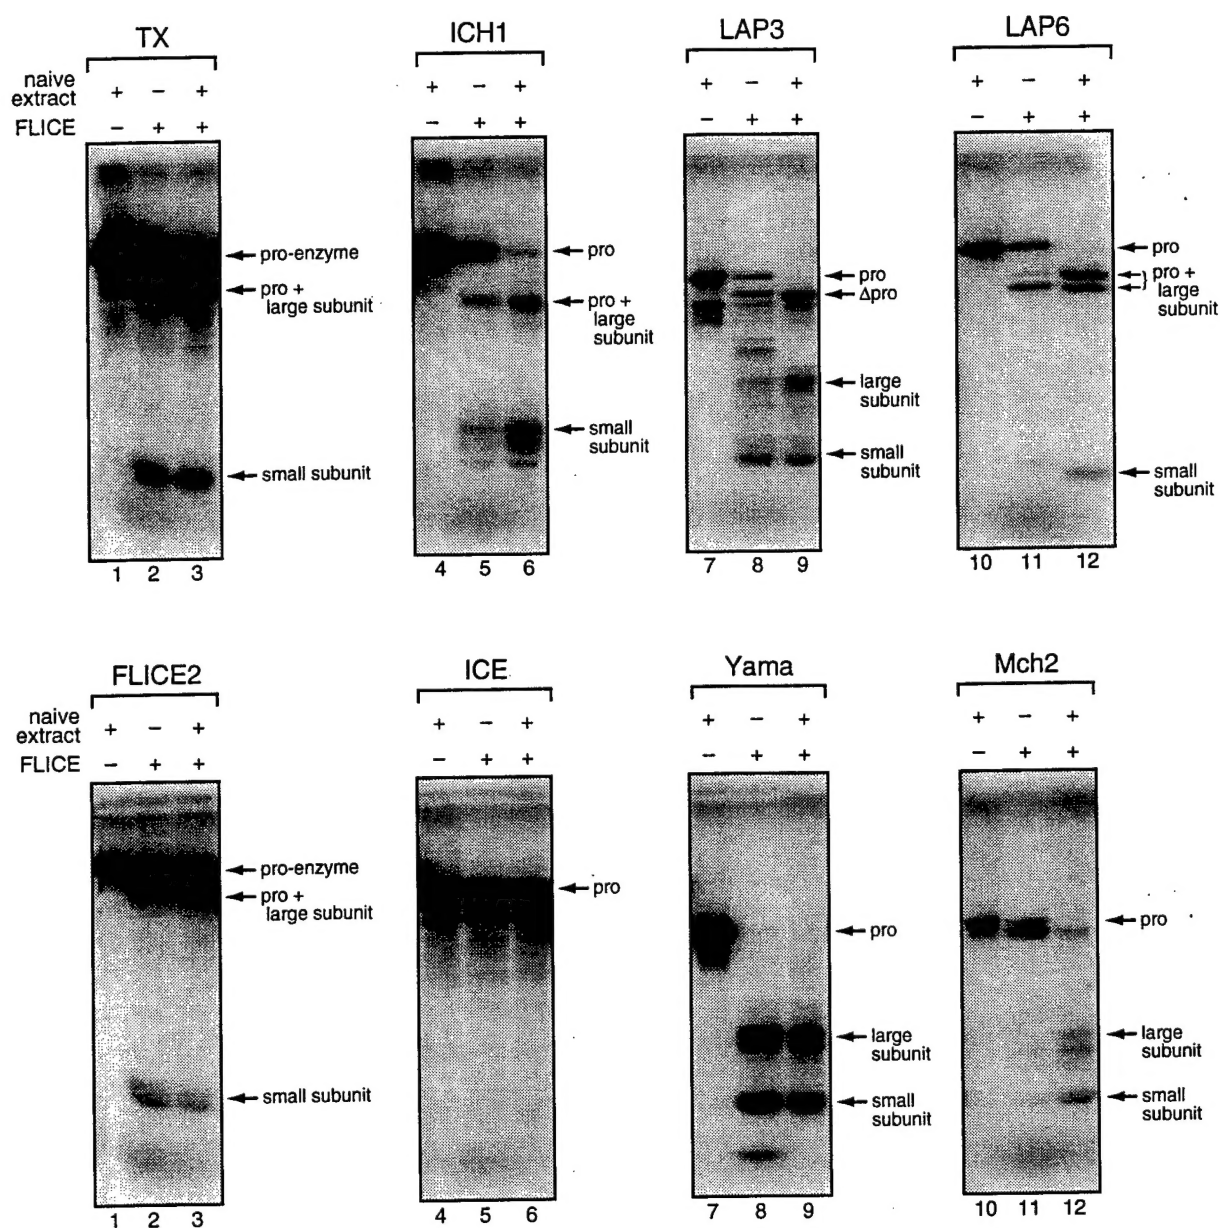 TX
ICH1
LAP3
LAP6
naive
extract
+ − +
+ − +
+ − +
+ − +
FLICE
− + +
− + +
− + +
− + +
pro-enzyme
pro +
large subunit
small subunit
pro
pro +
large
subunit
small
subunit
pro
Δpro
large
subunit
small
subunit
pro
pro +
large
subunit
small
subunit
1 2 3
4 5 6
7 8 9
10 11 12
FLICE2
ICE
Yama
Mch2
naive
extract
+ − +
+ − +
+ − +
+ − +
FLICE
− + +
− + +
− + +
− + +
pro-enzyme
pro +
large subunit
small subunit
pro
pro
large
subunit
small
subunit
pro
large
subunit
small
subunit
1 2 3
4 5 6
7 8 9
10 11 12